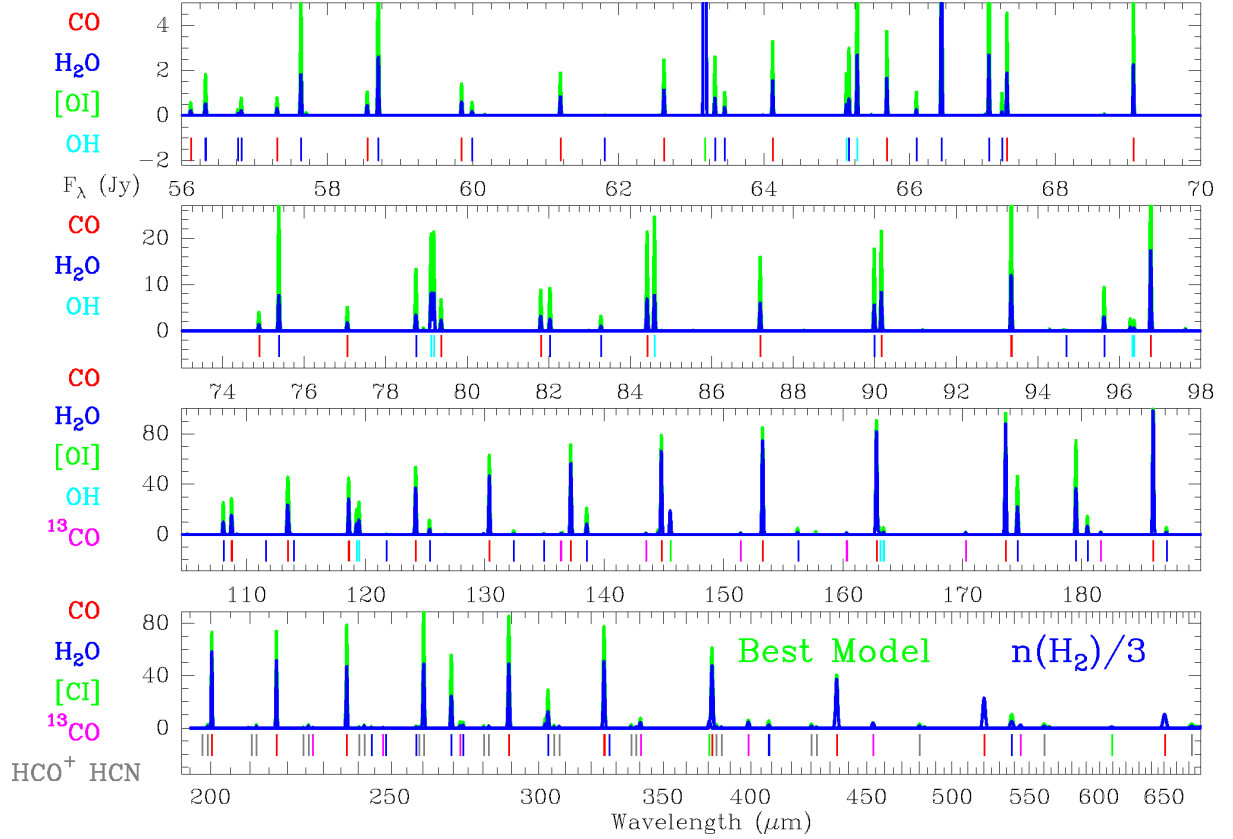 CO
H₂O
[OI]
OH
4
2
0
−2
56 58 60 62 64 66 68 70
F_λ (Jy)
CO
H₂O
OH
20
10
0
74 76 78 80 82 84 86 88 90 92 94 96 98
CO
H₂O
[OI]
OH
¹³CO
80
40
0
110 120 130 140 150 160 170 180
CO
H₂O
[CI]
¹³CO
HCO⁺ HCN
80
40
0
Best Model n(H₂)/3
200 250 300 350 400 450 500 550 600 650
Wavelength (μm)